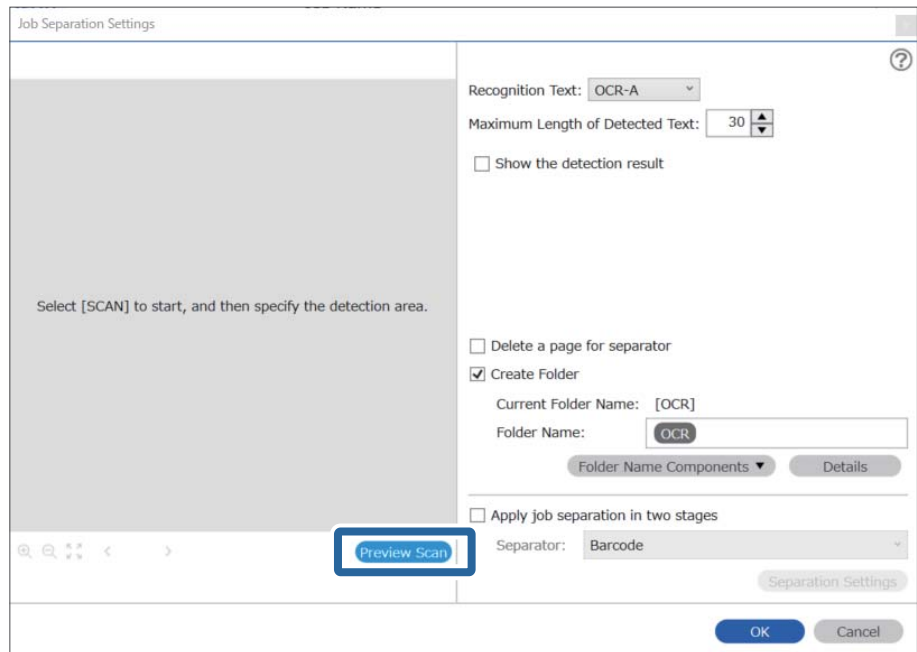 Job Separation Settings
Recognition Text: OCR-A
Maximum Length of Detected Text: 30
Show the detection result
Select [SCAN] to start, and then specify the detection area.
Delete a page for separator
Create Folder
Current Folder Name: [OCR]
Folder Name: OCR
Folder Name Components ▼ Details
Apply job separation in two stages
Preview Scan
Separator: Barcode
Separation Settings
OK Cancel